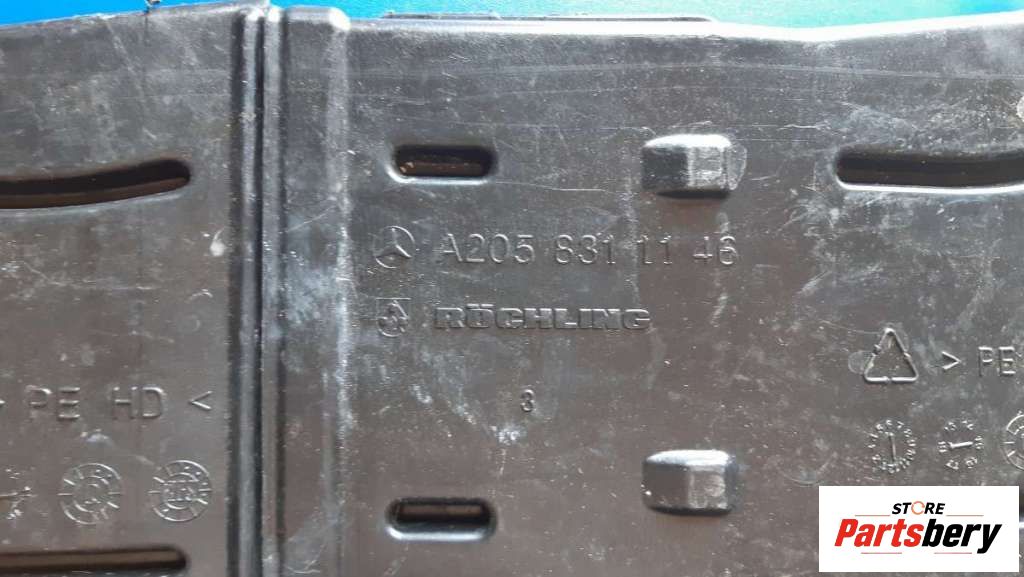 A205 831 11 46
RÖCHLING
3
> PE HD <
> PE
STORE
Partsbery